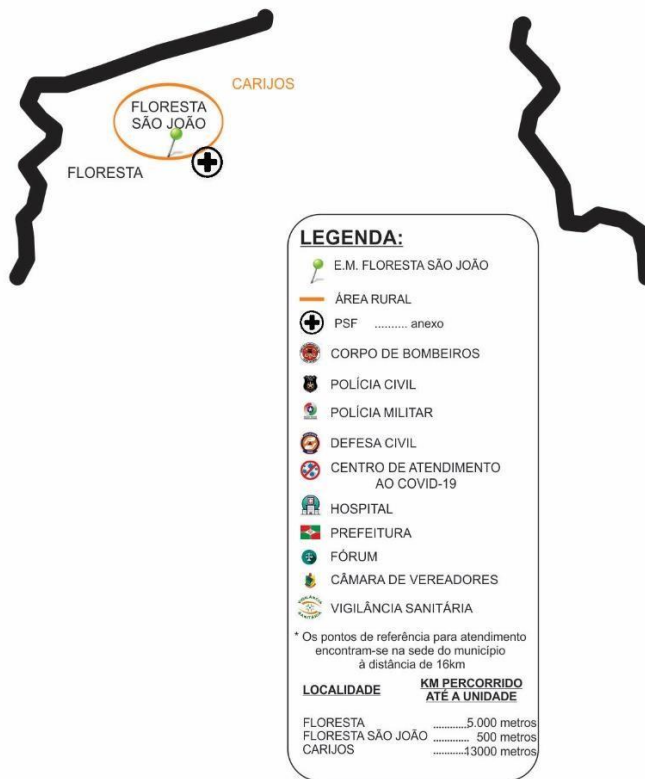 CARIJOS
FLORESTA
SÃO JOÃO
FLORESTA
LEGENDA:
E.M. FLORESTA SÃO JOÃO
ÁREA RURAL
PSF .......... anexo
CORPO DE BOMBEIROS
POLÍCIA CIVIL
POLÍCIA MILITAR
DEFESA CIVIL
CENTRO DE ATENDIMENTO
AO COVID-19
HOSPITAL
PREFEITURA
FÓRUM
CÂMARA DE VEREADORES
VIGILÂNCIA SANITÁRIA
VIGILÂNCIA SANITÁRIA
* Os pontos de referência para atendimento
encontram-se na sede do município
à distância de 16km
LOCALIDADE KM PERCORRIDO
ATÉ A UNIDADE
FLORESTA ............5.000 metros
FLORESTA SÃO JOÃO ............ 500 metros
CARIJOS ............13000 metros